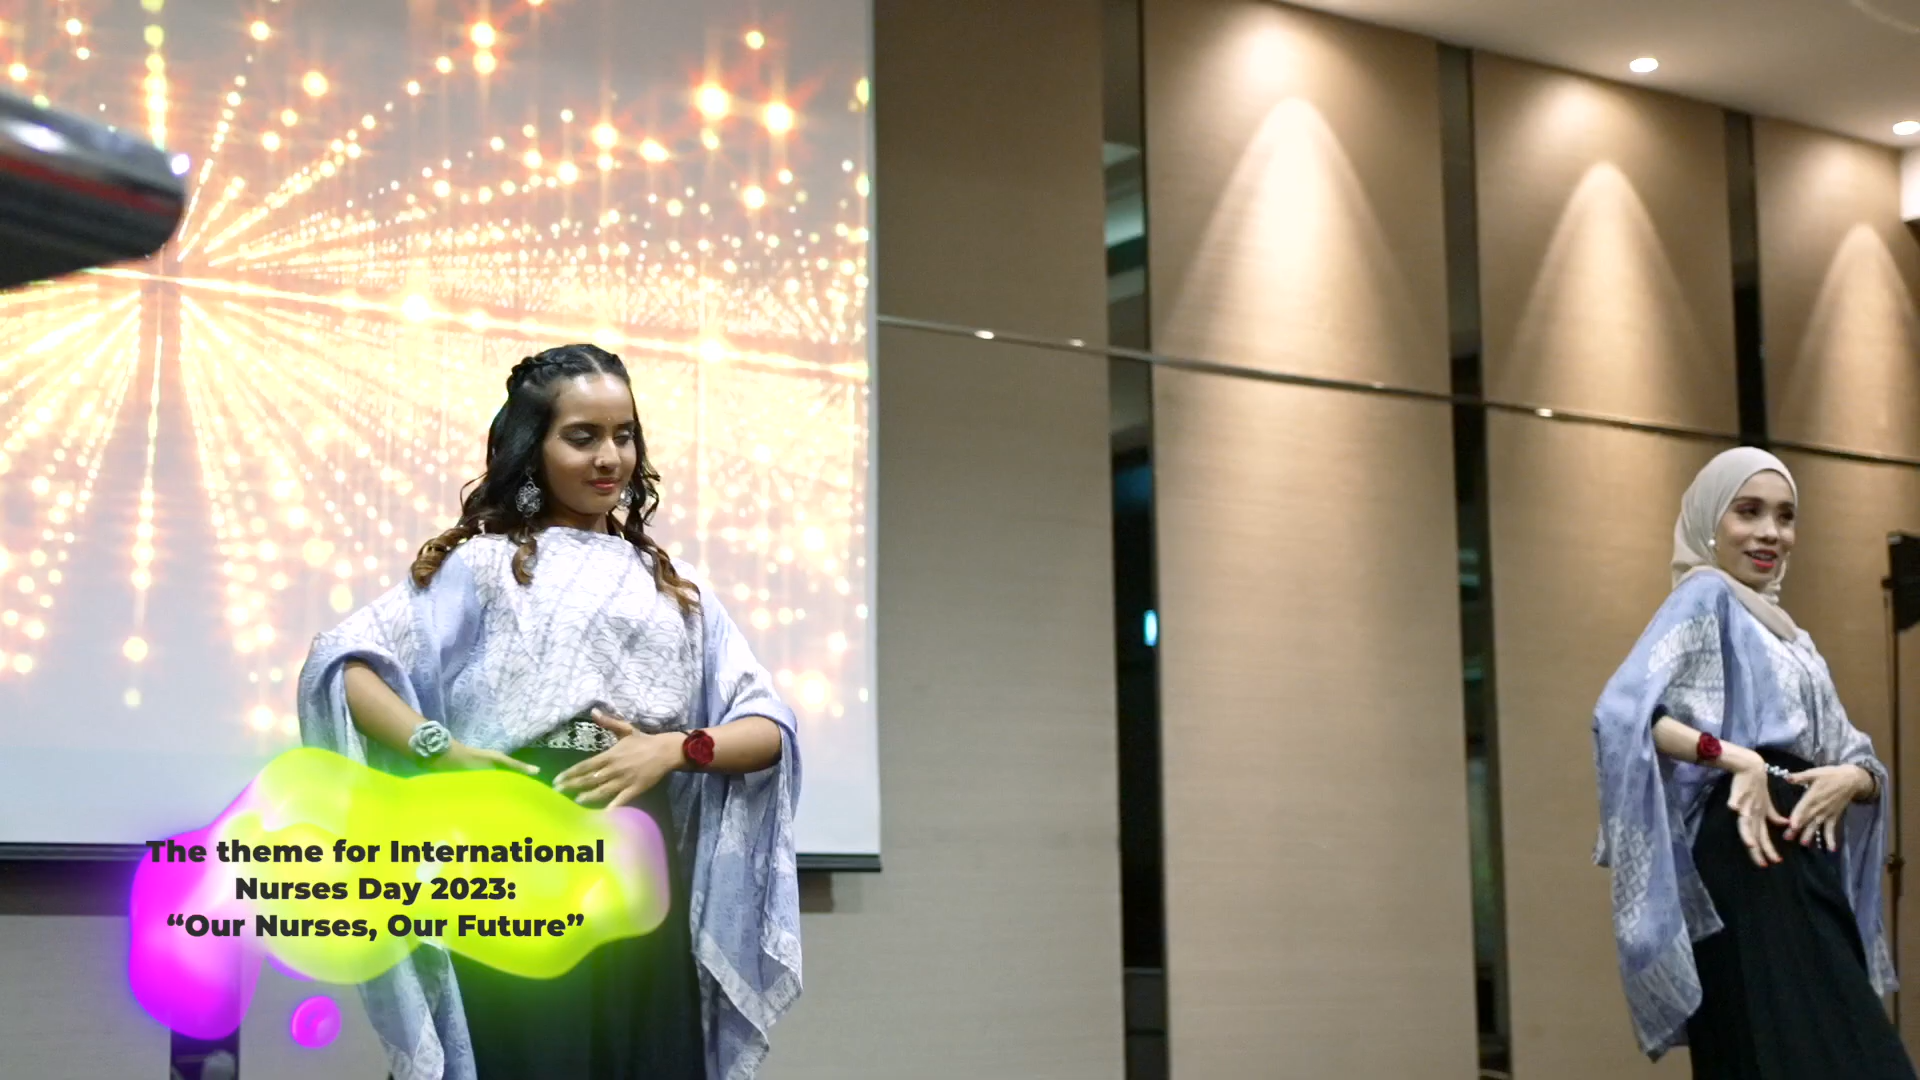 The theme for International
Nurses Day 2023:
“Our Nurses, Our Future”